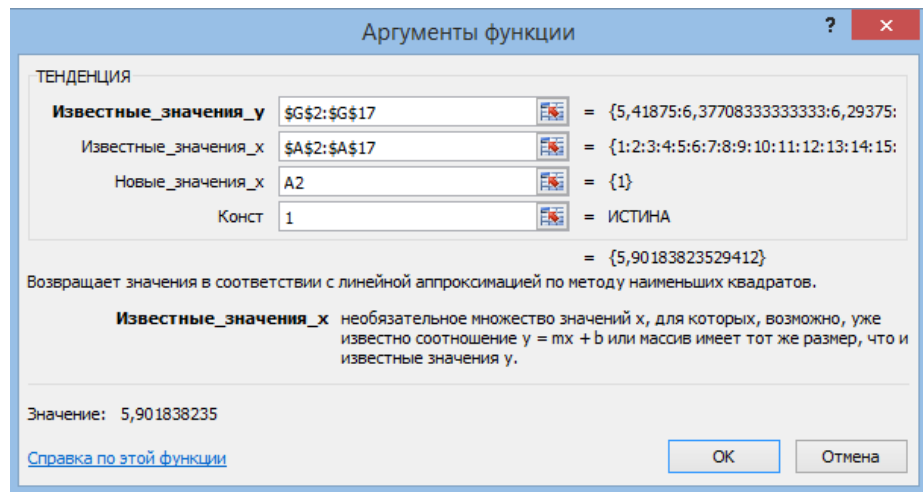 Аргументы функции
?
×
ТЕНДЕНЦИЯ
Известные_значения_y $G$2:$G$17 = {5,41875:6,37708333333333:6,29375:
Известные_значения_x $A$2:$A$17 = {1:2:3:4:5:6:7:8:9:10:11:12:13:14:15:
Новые_значения_x A2 = {1}
Конст 1 = ИСТИНА
= {5,90183823529412}
Возвращает значения в соответствии с линейной аппроксимацией по методу наименьших квадратов.
Известные_значения_x необязательное множество значений x, для которых, возможно, уже
известно соотношение y = mx + b или массив имеет тот же размер, что и
известные значения y.
Значение: 5,901838235
Справка по этой функции
OK
Отмена